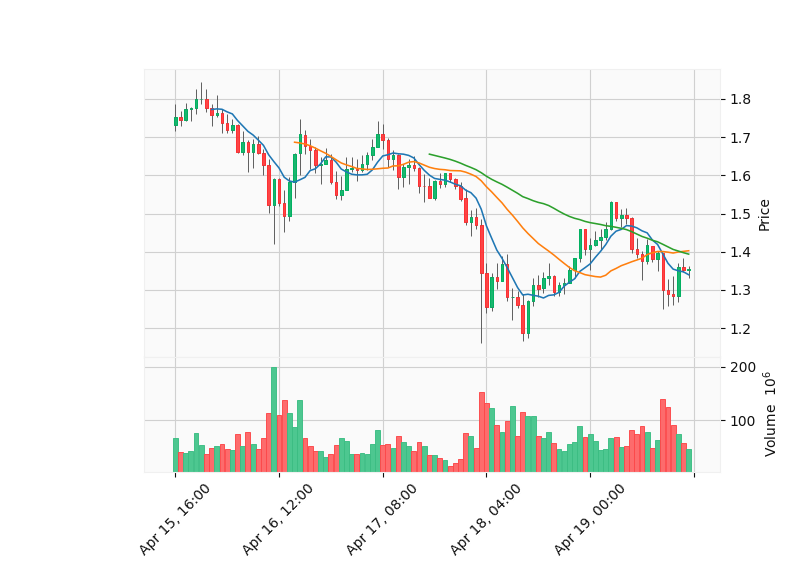 1.8
1.7
1.6
1.5
1.4
1.3
1.2
Price
200
100
Volume 10^6
Apr 15, 16:00
Apr 16, 12:00
Apr 17, 08:00
Apr 18, 04:00
Apr 19, 00:00